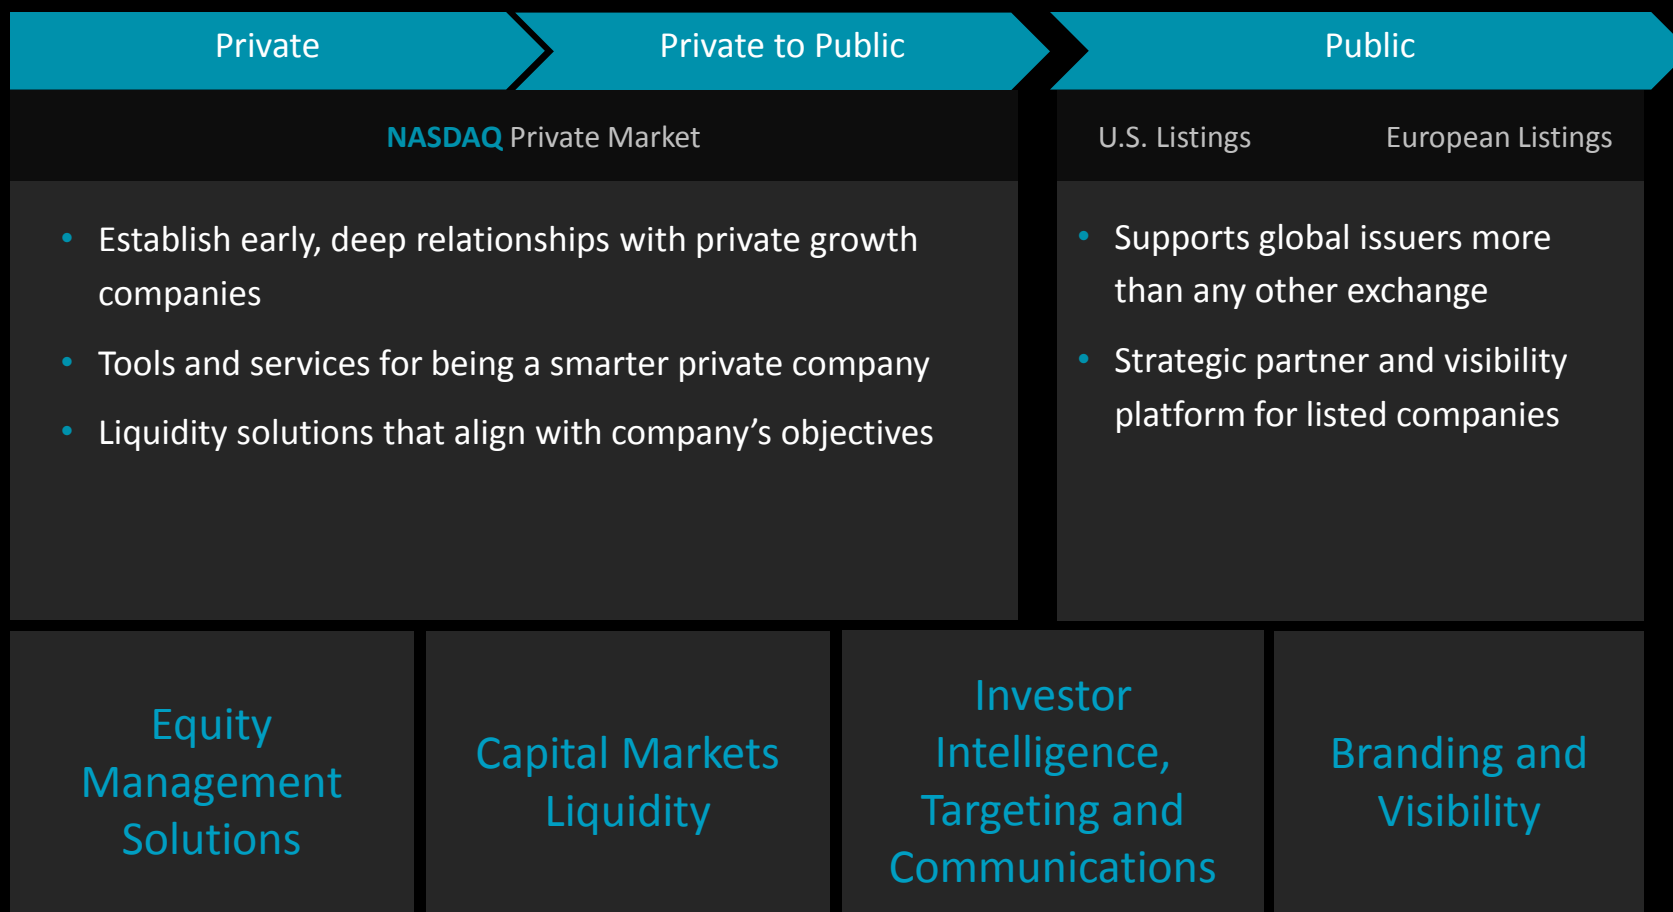 Private
Private to Public
Public
NASDAQ Private Market
U.S. Listings
European Listings
• Establish early, deep relationships with private growth
companies
• Tools and services for being a smarter private company
• Liquidity solutions that align with company’s objectives
• Supports global issuers more
than any other exchange
• Strategic partner and visibility
platform for listed companies
Equity
Management
Solutions
Capital Markets
Liquidity
Investor
Intelligence,
Targeting and
Communications
Branding and
Visibility